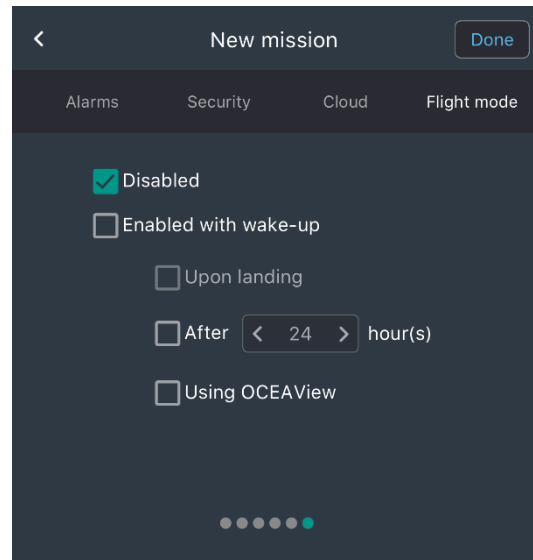 New mission
Done
Alarms
Security
Cloud
Flight mode
Disabled
Enabled with wake-up
Upon landing
After 24 hour(s)
Using OCEAView